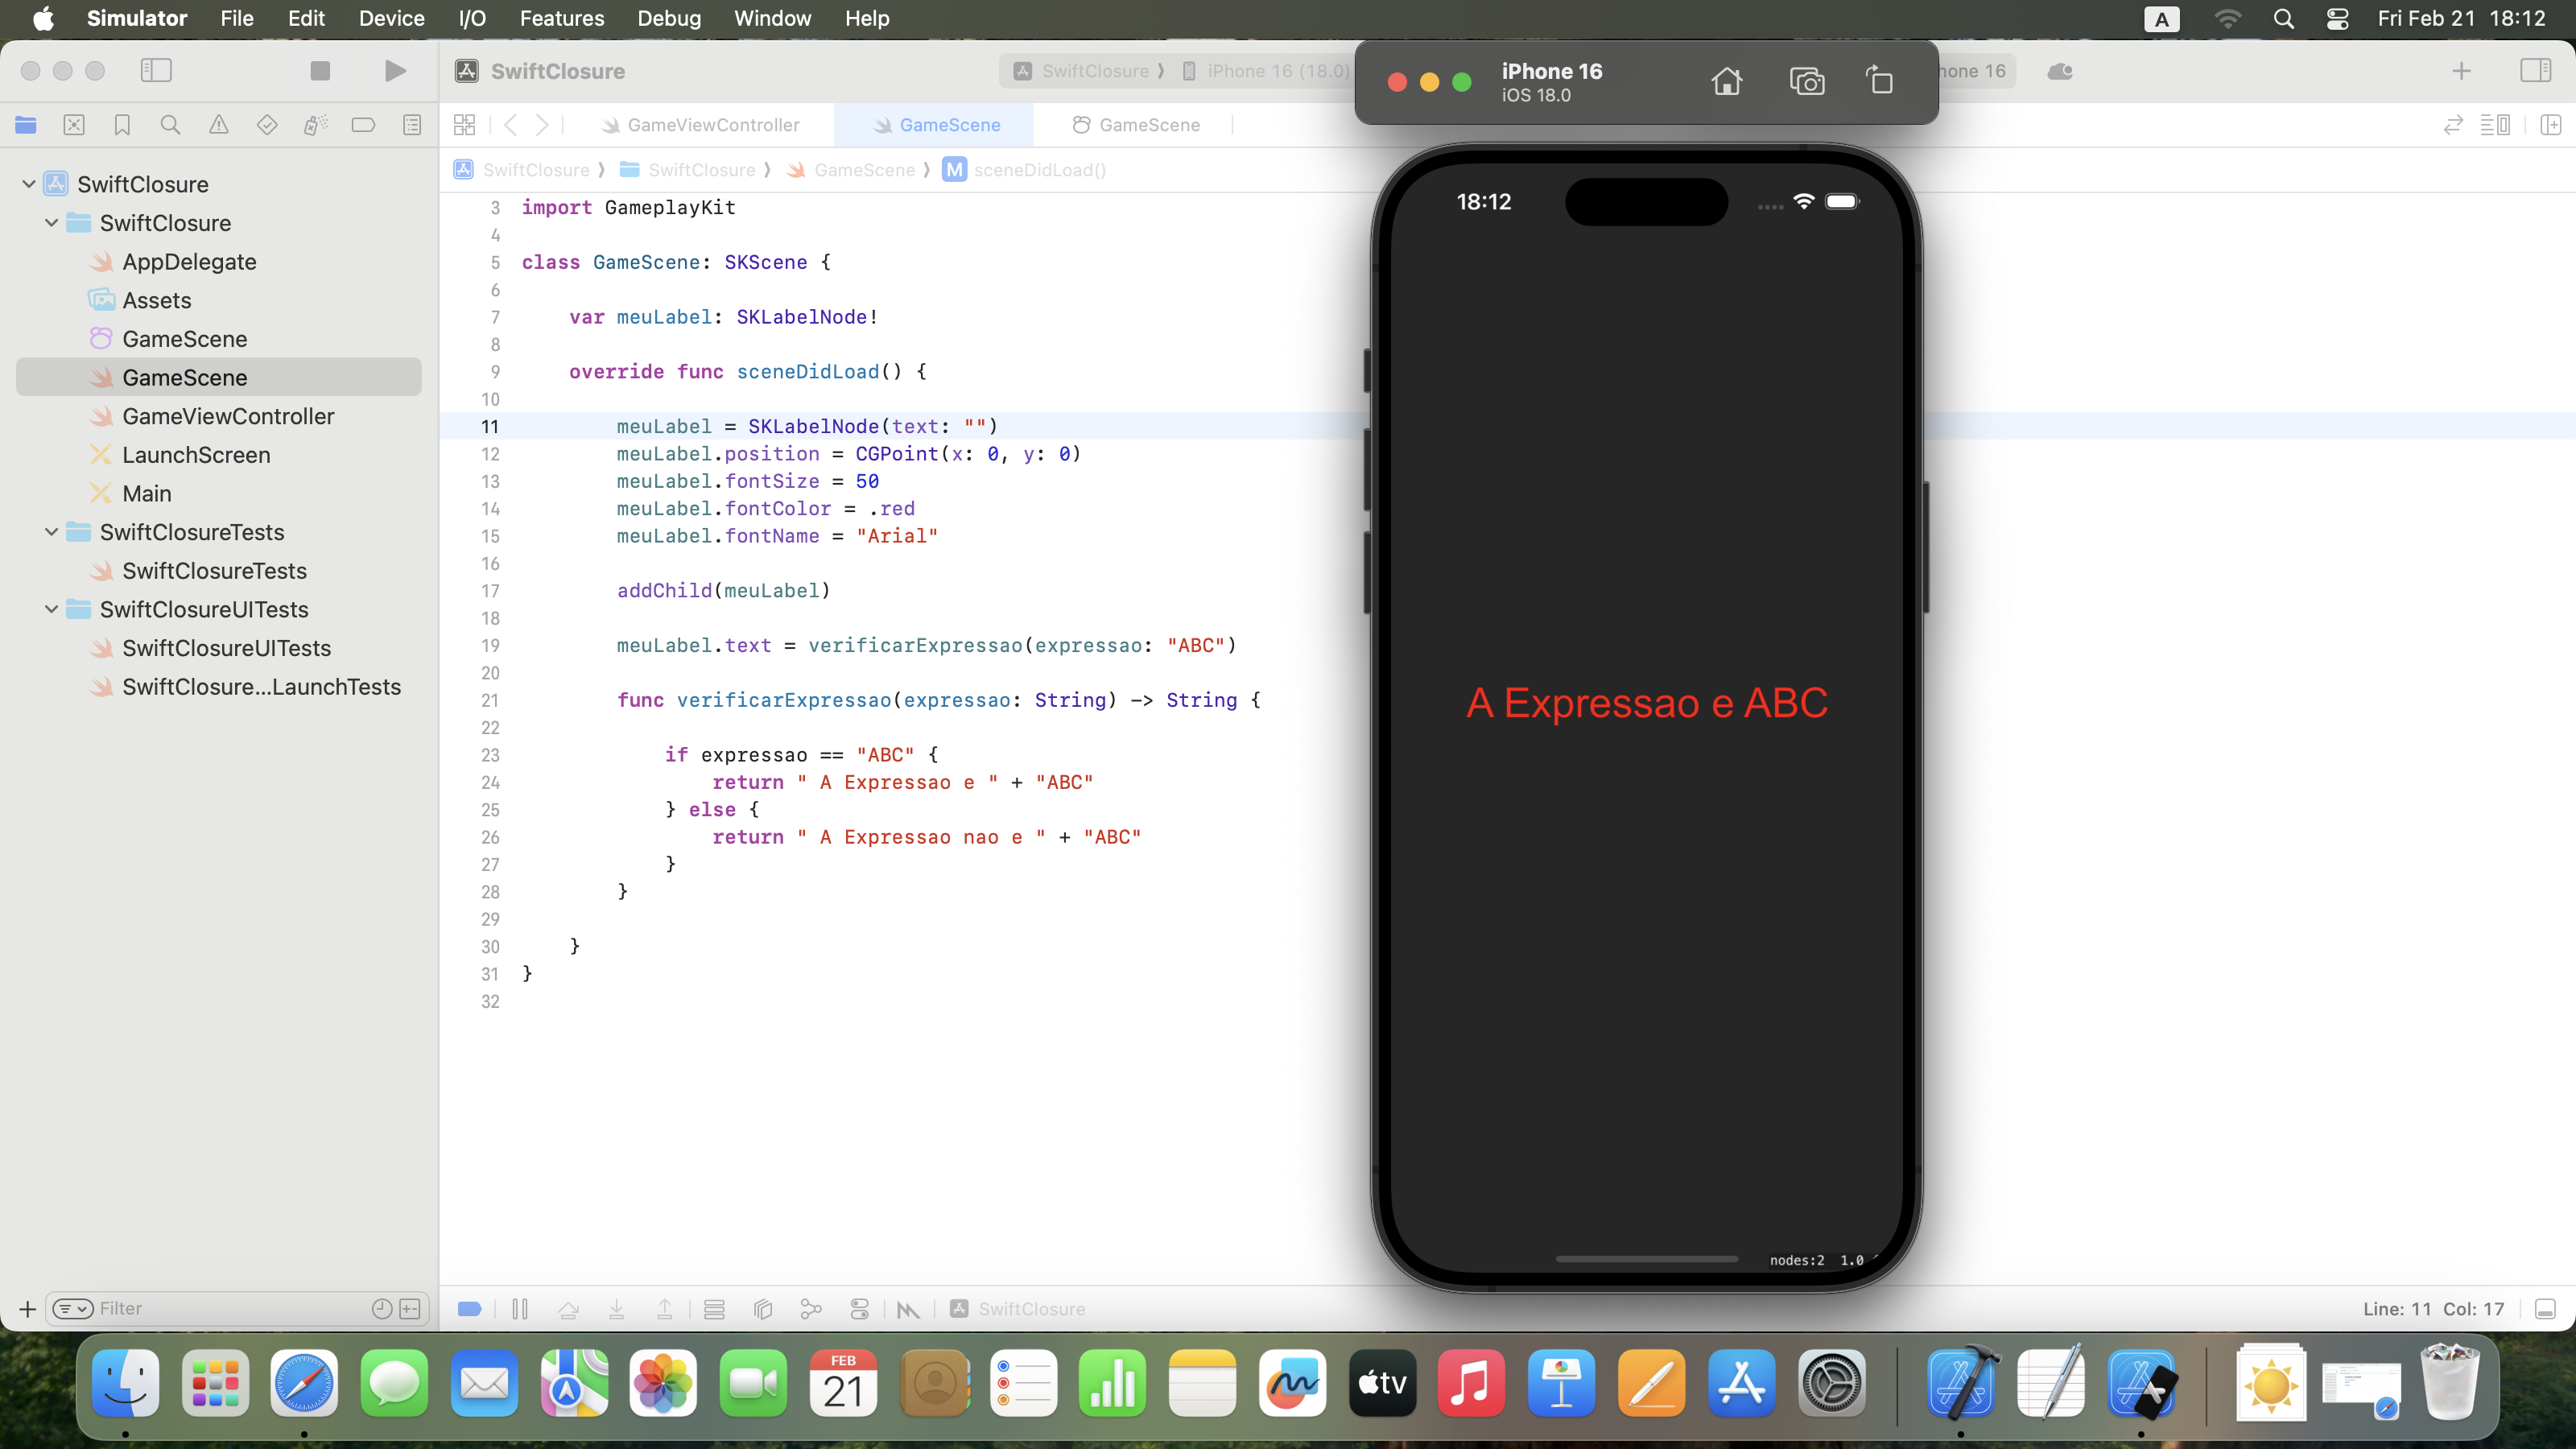 Simulator File Edit Device I/O Features Debug Window Help A Fri Feb 21 18:12
SwiftClosure SwiftClosure iPhone 16 (18.0)
iPhone 16
iOS 18.0
GameViewController GameScene GameScene
SwiftClosure SwiftClosure GameScene M sceneDidLoad()
SwiftClosure
SwiftClosure
AppDelegate
Assets
GameScene
GameScene
GameViewController
LaunchScreen
Main
SwiftClosureTests
SwiftClosureTests
SwiftClosureUITests
SwiftClosureUITests
SwiftClosure...LaunchTests
Filter
3 import GameplayKit
4
5 class GameScene: SKScene {
6
7 var meuLabel: SKLabelNode!
8
9 override func sceneDidLoad() {
10
11 meuLabel = SKLabelNode(text: "")
12 meuLabel.position = CGPoint(x: 0, y: 0)
13 meuLabel.fontSize = 50
14 meuLabel.fontColor = .red
15 meuLabel.fontName = "Arial"
16
17 addChild(meuLabel)
18
19 meuLabel.text = verificarExpressao(expressao: "ABC")
20
21 func verificarExpressao(expressao: String) -> String {
22
23 if expressao == "ABC" {
24 return " A Expressao e " + "ABC"
25 } else {
26 return " A Expressao nao e " + "ABC"
27 }
28 }
29
30 }
31 }
32
18:12
A Expressao e ABC
nodes:2 1.0
SwiftClosure
Line: 11 Col: 17
FEB
21
tv